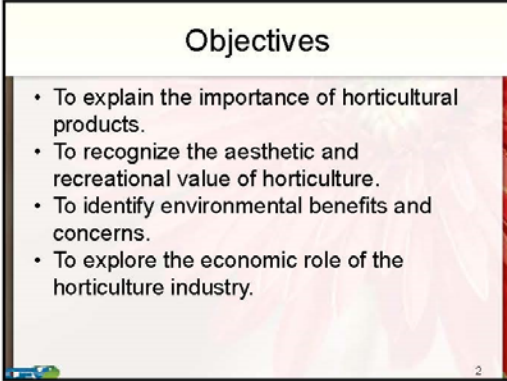 Objectives
• To explain the importance of horticultural
products.
• To recognize the aesthetic and
recreational value of horticulture.
• To identify environmental benefits and
concerns.
• To explore the economic role of the
horticulture industry.
2